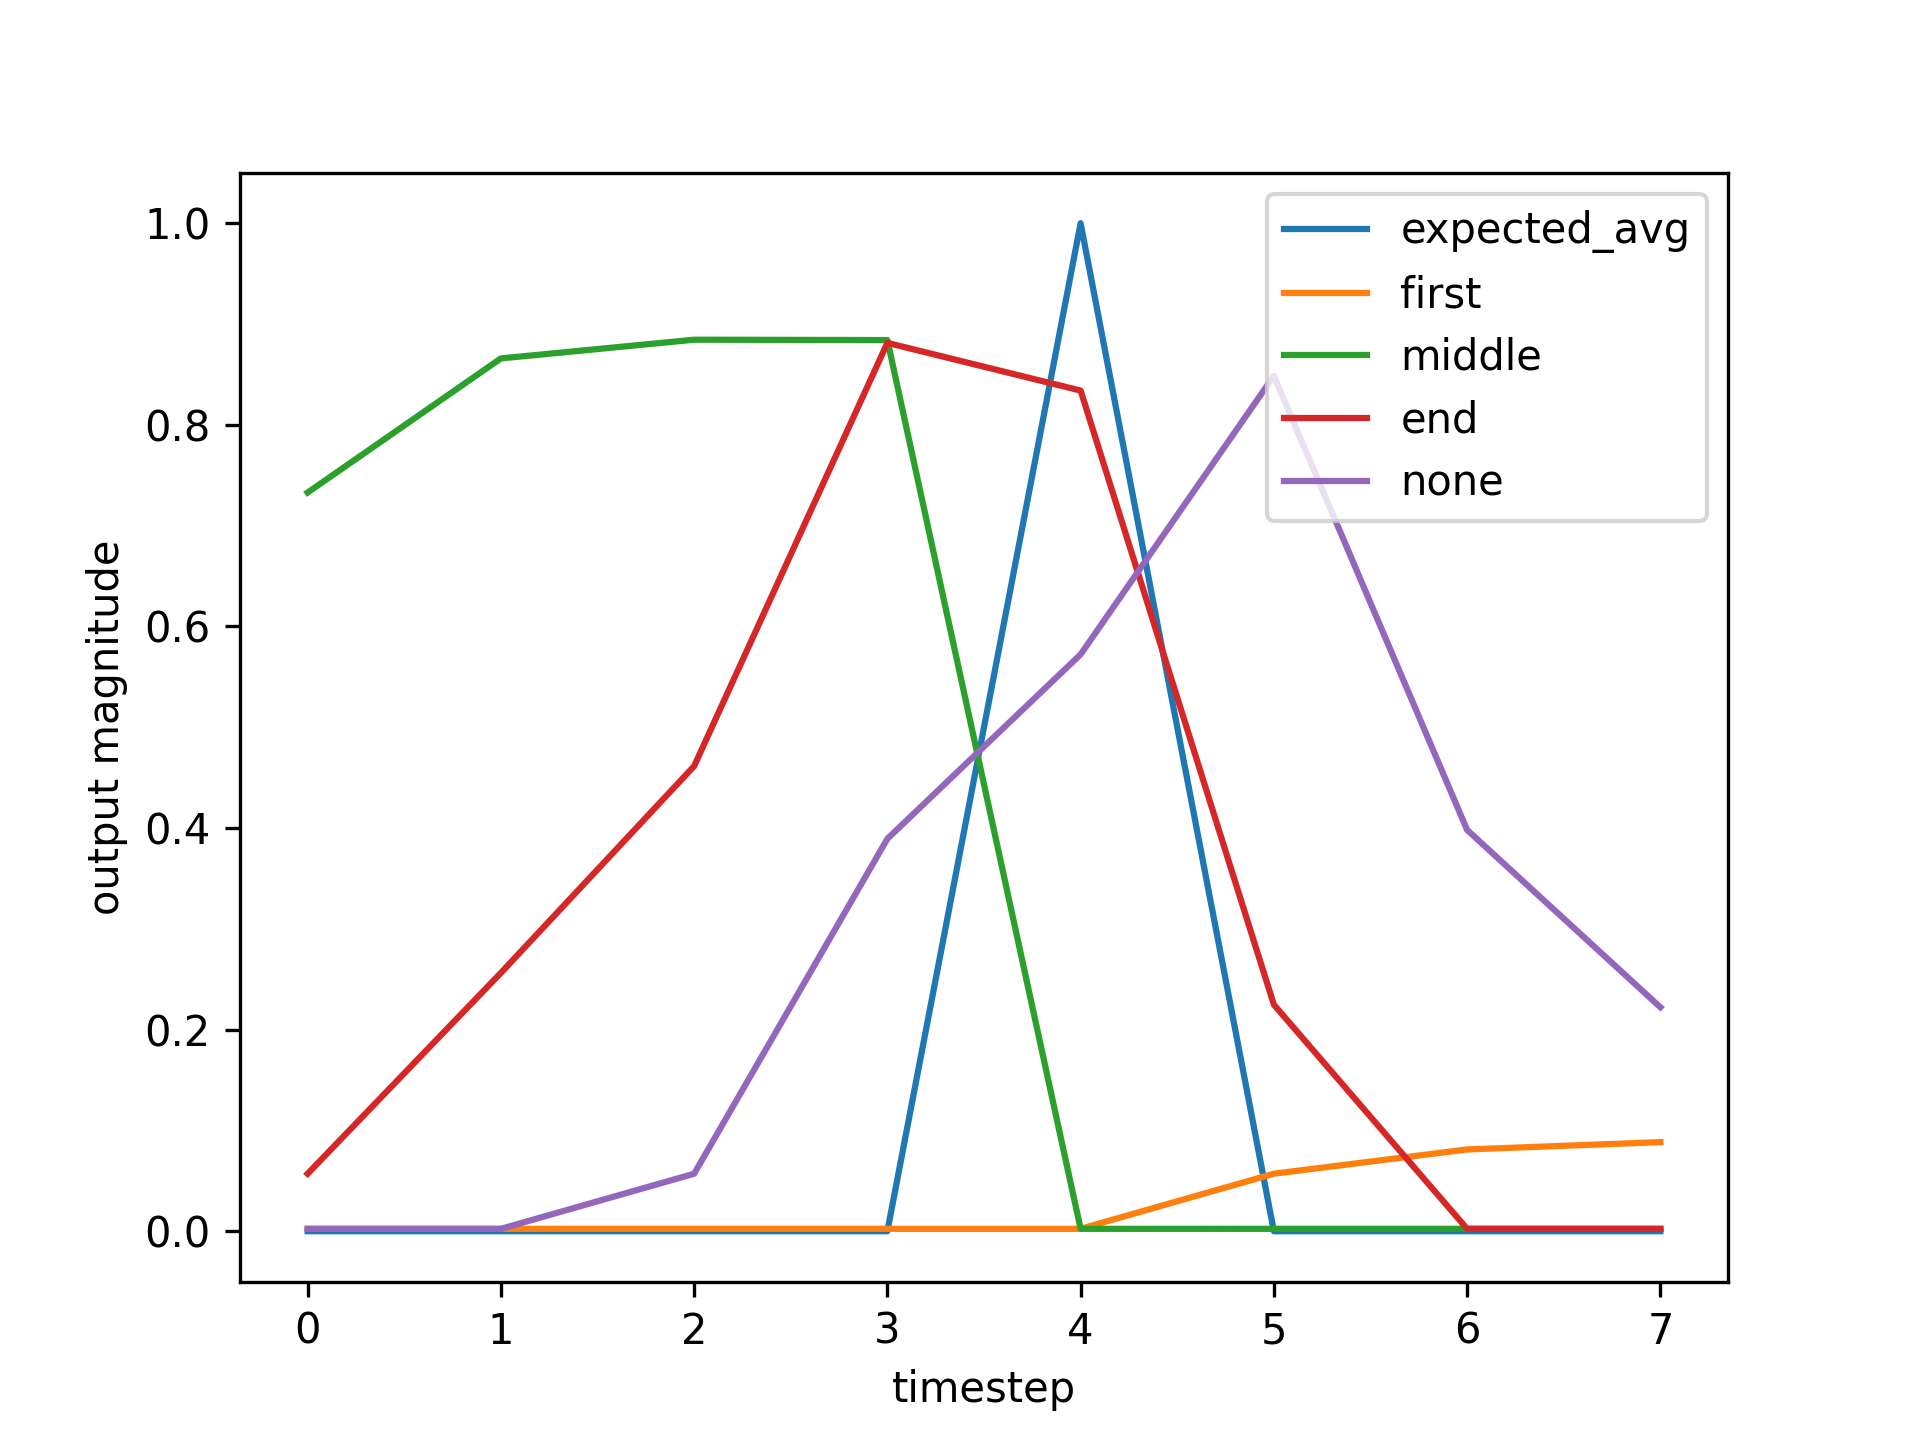 1.0
0.8
0.6
0.4
0.2
0.0
output magnitude
0 1 2 3 4 5 6 7
timestep
expected_avg
first
middle
end
none